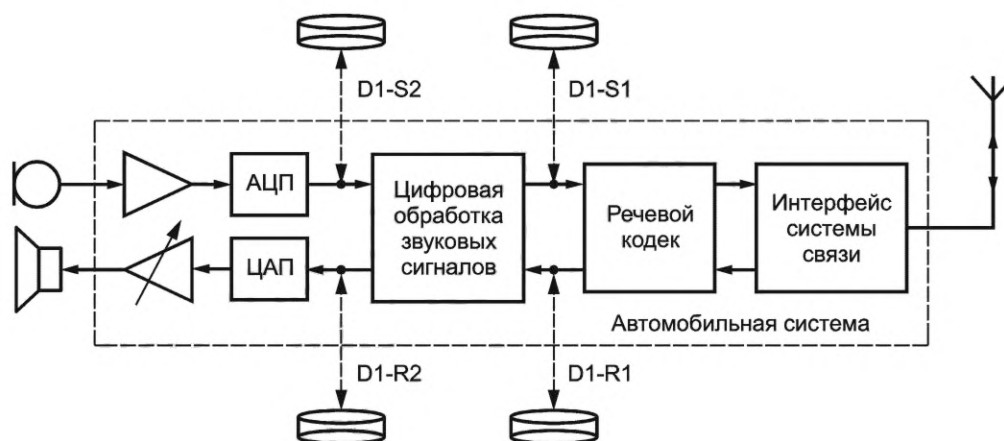 D1-S2
D1-S1
АЦП
Цифровая
обработка
звуковых
сигналов
Речевой
кодек
Интерфейс
системы
связи
ЦАП
Автомобильная система
D1-R2
D1-R1